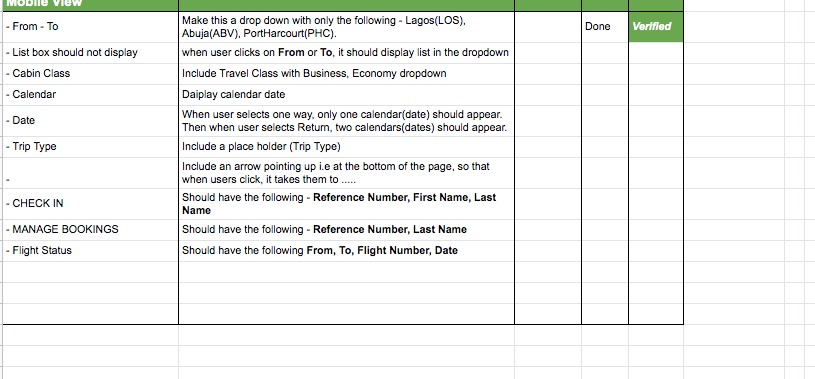 Mobile View
- From - To
Make this a drop down with only the following - Lagos(LOS),
Abuja(ABV), PortHarcourt(PHC).
Done
Verified
- List box should not display
when user clicks on From or To, it should display list in the dropdown
- Cabin Class
Include Travel Class with Business, Economy dropdown
- Calendar
Daiplay calendar date
- Date
When user selects one way, only one calendar(date) should appear.
Then when user selects Return, two calendars(dates) should appear.
- Trip Type
Include a place holder (Trip Type)
-
Include an arrow pointing up i.e at the bottom of the page, so that
when users click, it takes them to .....
- CHECK IN
Should have the following - Reference Number, First Name, Last
Name
- MANAGE BOOKINGS
Should have the following - Reference Number, Last Name
- Flight Status
Should have the following From, To, Flight Number, Date